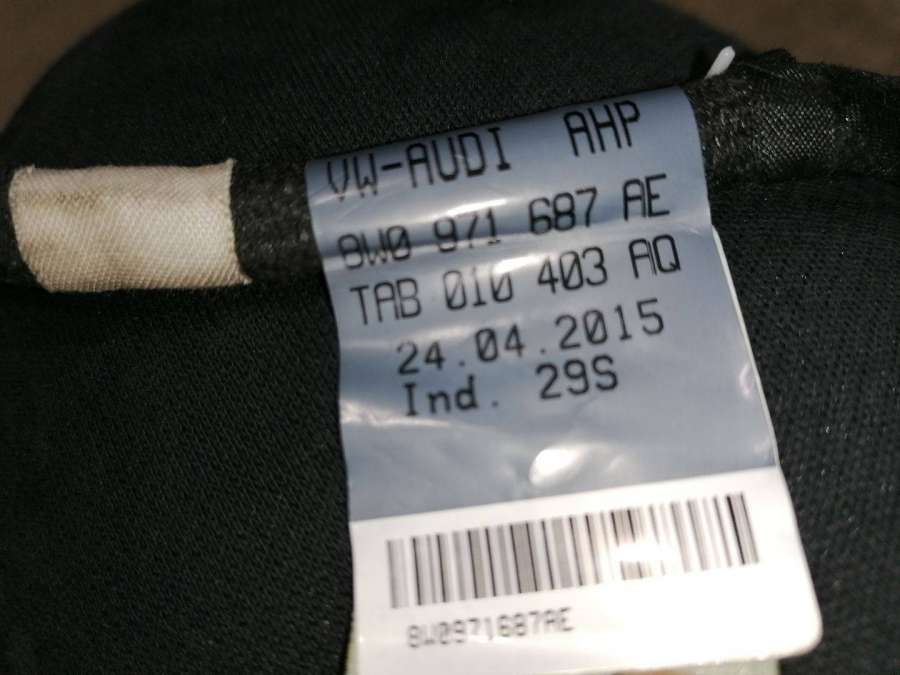 VW-AUDI AHP
8W0 971 687 AE
TAB 010 403 AQ
24.04.2015
Ind. 29S
8W0971687AE